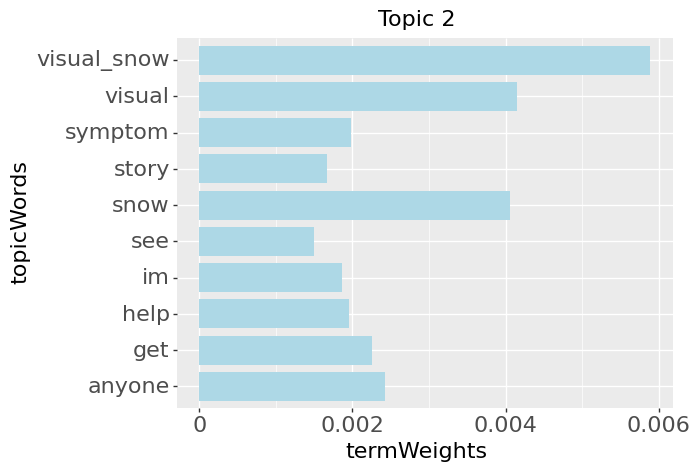 Topic 2
topicWords
visual_snow
visual
symptom
story
snow
see
im
help
get
anyone
0
0.002
0.004
0.006
termWeights